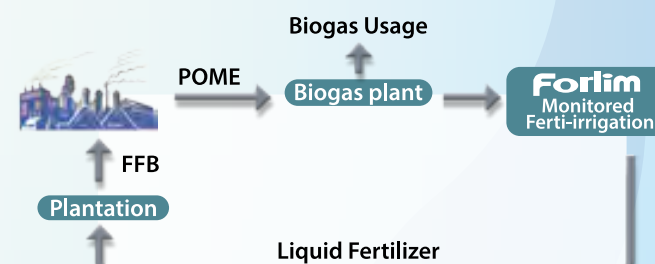 Biogas Usage
POME
Biogas plant
Forlim
Monitored
Ferti-irrigation
FFB
Plantation
Liquid Fertilizer